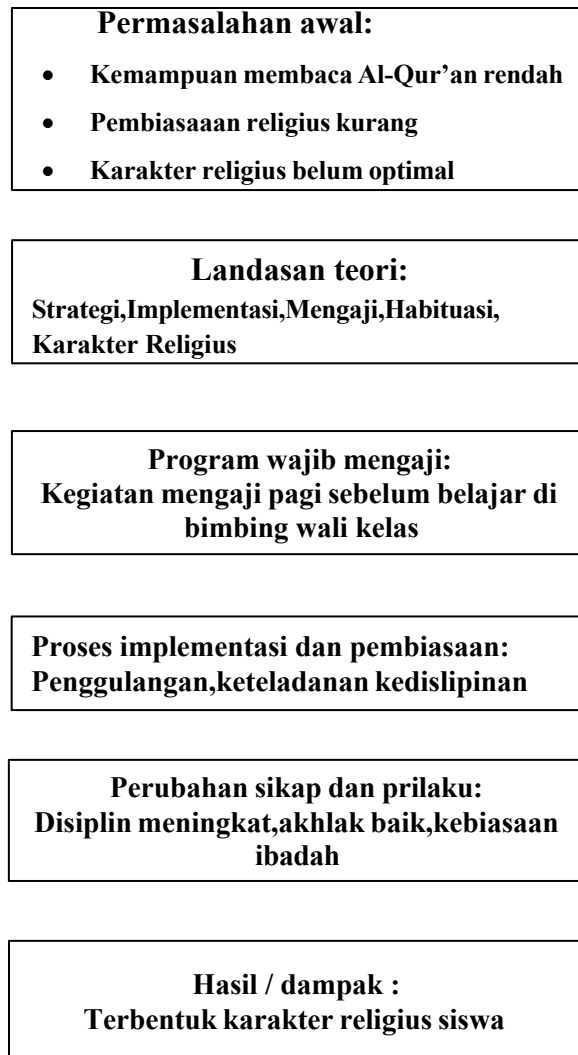 Permasalahan awal:
• Kemampuan membaca Al-Qur’an rendah
• Pembiasaaan religius kurang
• Karakter religius belum optimal
Landasan teori:
Strategi,Implementasi,Mengaji,Habituasi,
Karakter Religius
Program wajib mengaji:
Kegiatan mengaji pagi sebelum belajar di
bimbing wali kelas
Proses implementasi dan pembiasaan:
Penggulangan,keteladanan kedislipinan
Perubahan sikap dan prilaku:
Disiplin meningkat,akhlak baik,kebiasaan
ibadah
Hasil / dampak :
Terbentuk karakter religius siswa